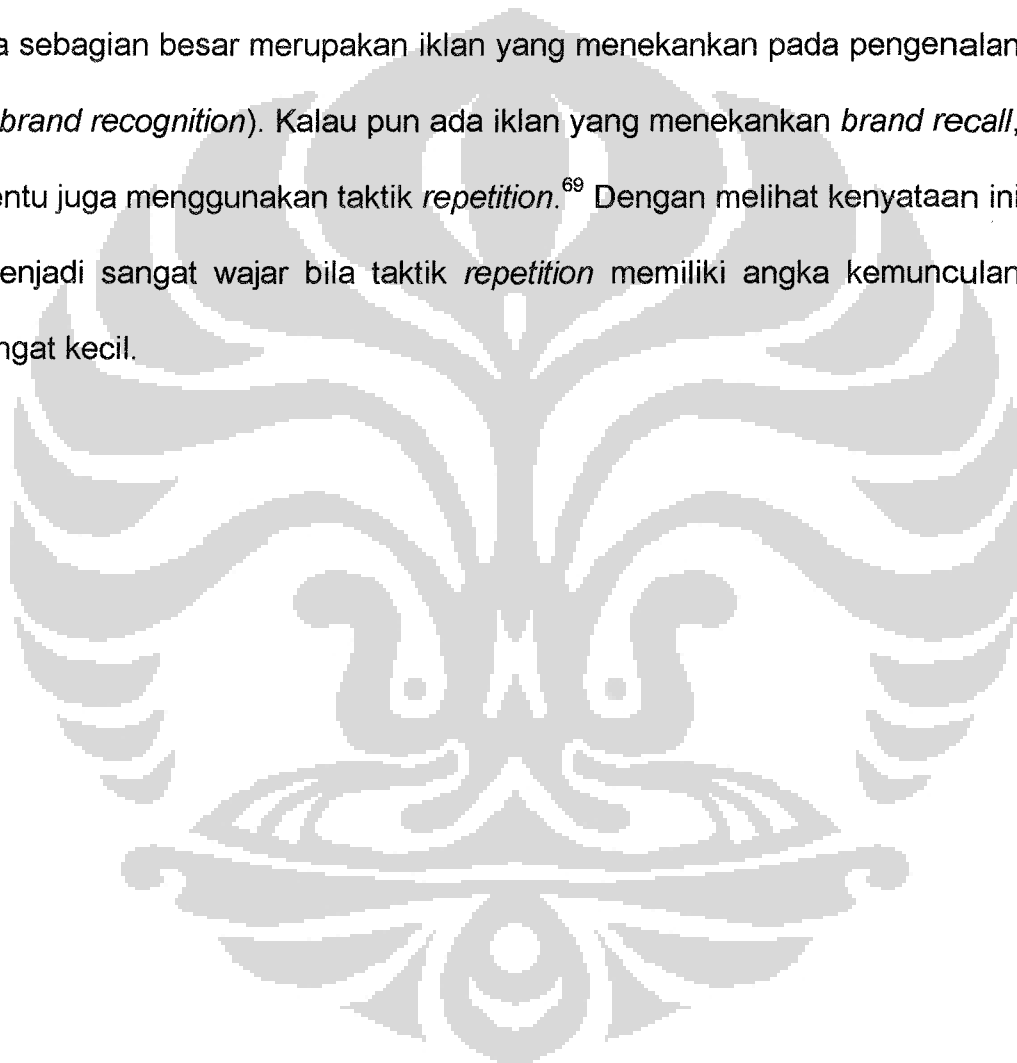 a sebagian besar merupakan iklan yang menekankan pada pengenalan
brand recognition). Kalau pun ada iklan yang menekankan brand recall,
entu juga menggunakan taktik repetition.69 Dengan melihat kenyataan ini
enjadi sangat wajar bila taktik repetition memiliki angka kemunculan
ngat kecil.